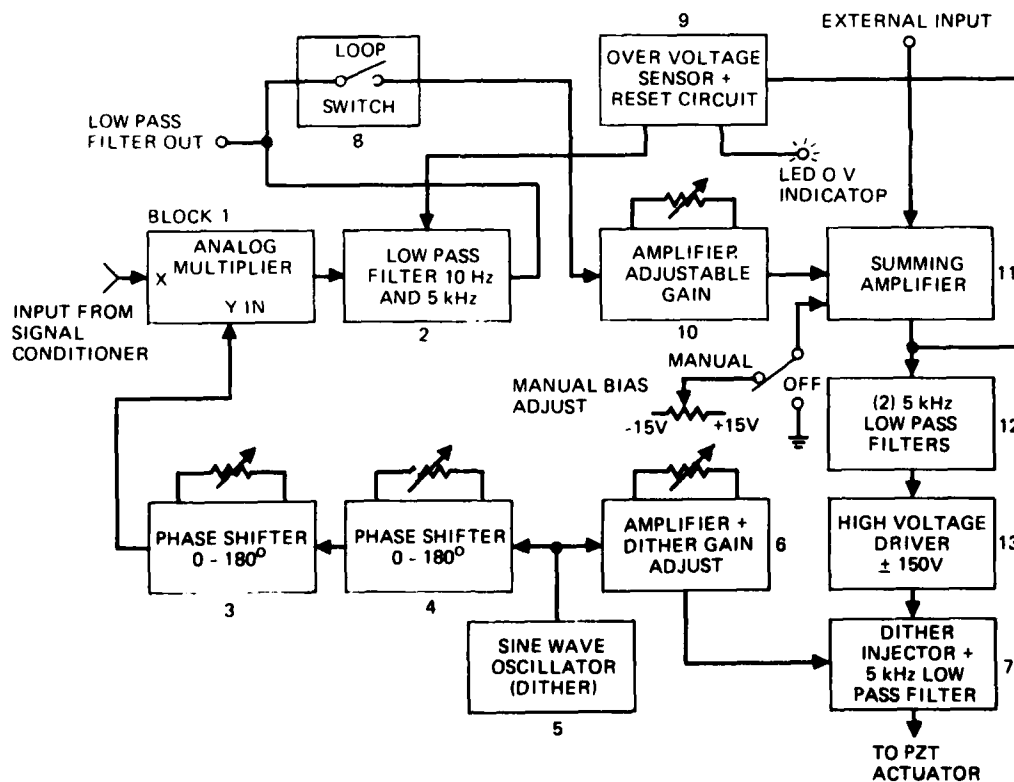 9
EXTERNAL INPUT
LOOP
SWITCH
8
OVER VOLTAGE
SENSOR +
RESET CIRCUIT
LOW PASS
FILTER OUT
LED O V
INDICATOR
BLOCK 1
ANALOG
MULTIPLIER
X
Y IN
LOW PASS
FILTER 10 Hz
AND 5 kHz
2
AMPLIFIER.
ADJUSTABLE
GAIN
10
SUMMING
AMPLIFIER
11
INPUT FROM
SIGNAL
CONDITIONER
MANUAL
OFF
MANUAL BIAS
ADJUST
-15V
+15V
(2) 5 kHz
LOW PASS
FILTERS
12
PHASE SHIFTER
0 - 180°
3
PHASE SHIFTER
0 - 180°
4
AMPLIFIER +
DITHER GAIN
ADJUST
6
HIGH VOLTAGE
DRIVER
± 150V
13
SINE WAVE
OSCILLATOR
(DITHER)
5
DITHER
INJECTOR +
5 kHz LOW
PASS FILTER
7
TO PZT
ACTUATOR